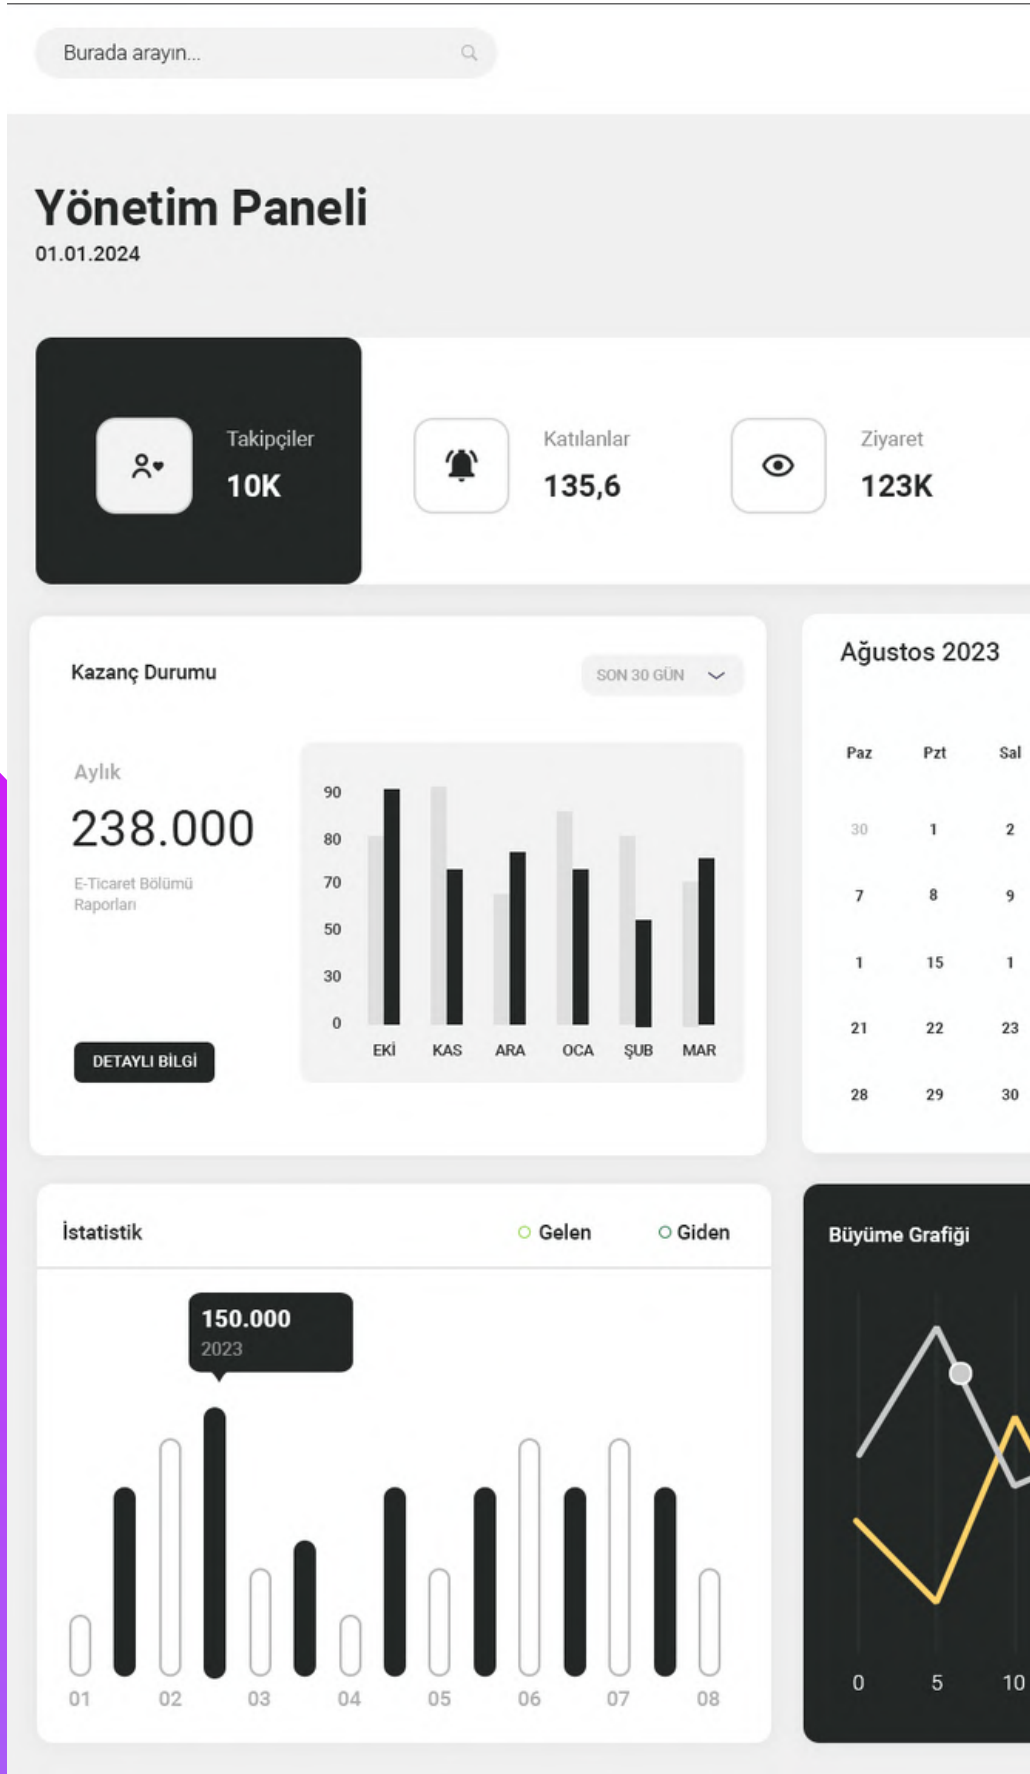 Burada arayın...
Yönetim Paneli
01.01.2024
Takipçiler
10K
Katılanlar
135,6
Ziyaret
123K
Kazanç Durumu
SON 30 GÜN
Aylık
238.000
E-Ticaret Bölümü
Raporları
DETAYLI BİLGİ
90
80
70
50
30
0
EKİ KAS ARA OCA ŞUB MAR
Ağustos 2023
Paz Pzt Sal
30 1 2
7 8 9
1 15 1
21 22 23
28 29 30
İstatistik
Gelen Giden
150.000
2023
01 02 03 04 05 06 07 08
Büyüme Grafiği
0 5 10